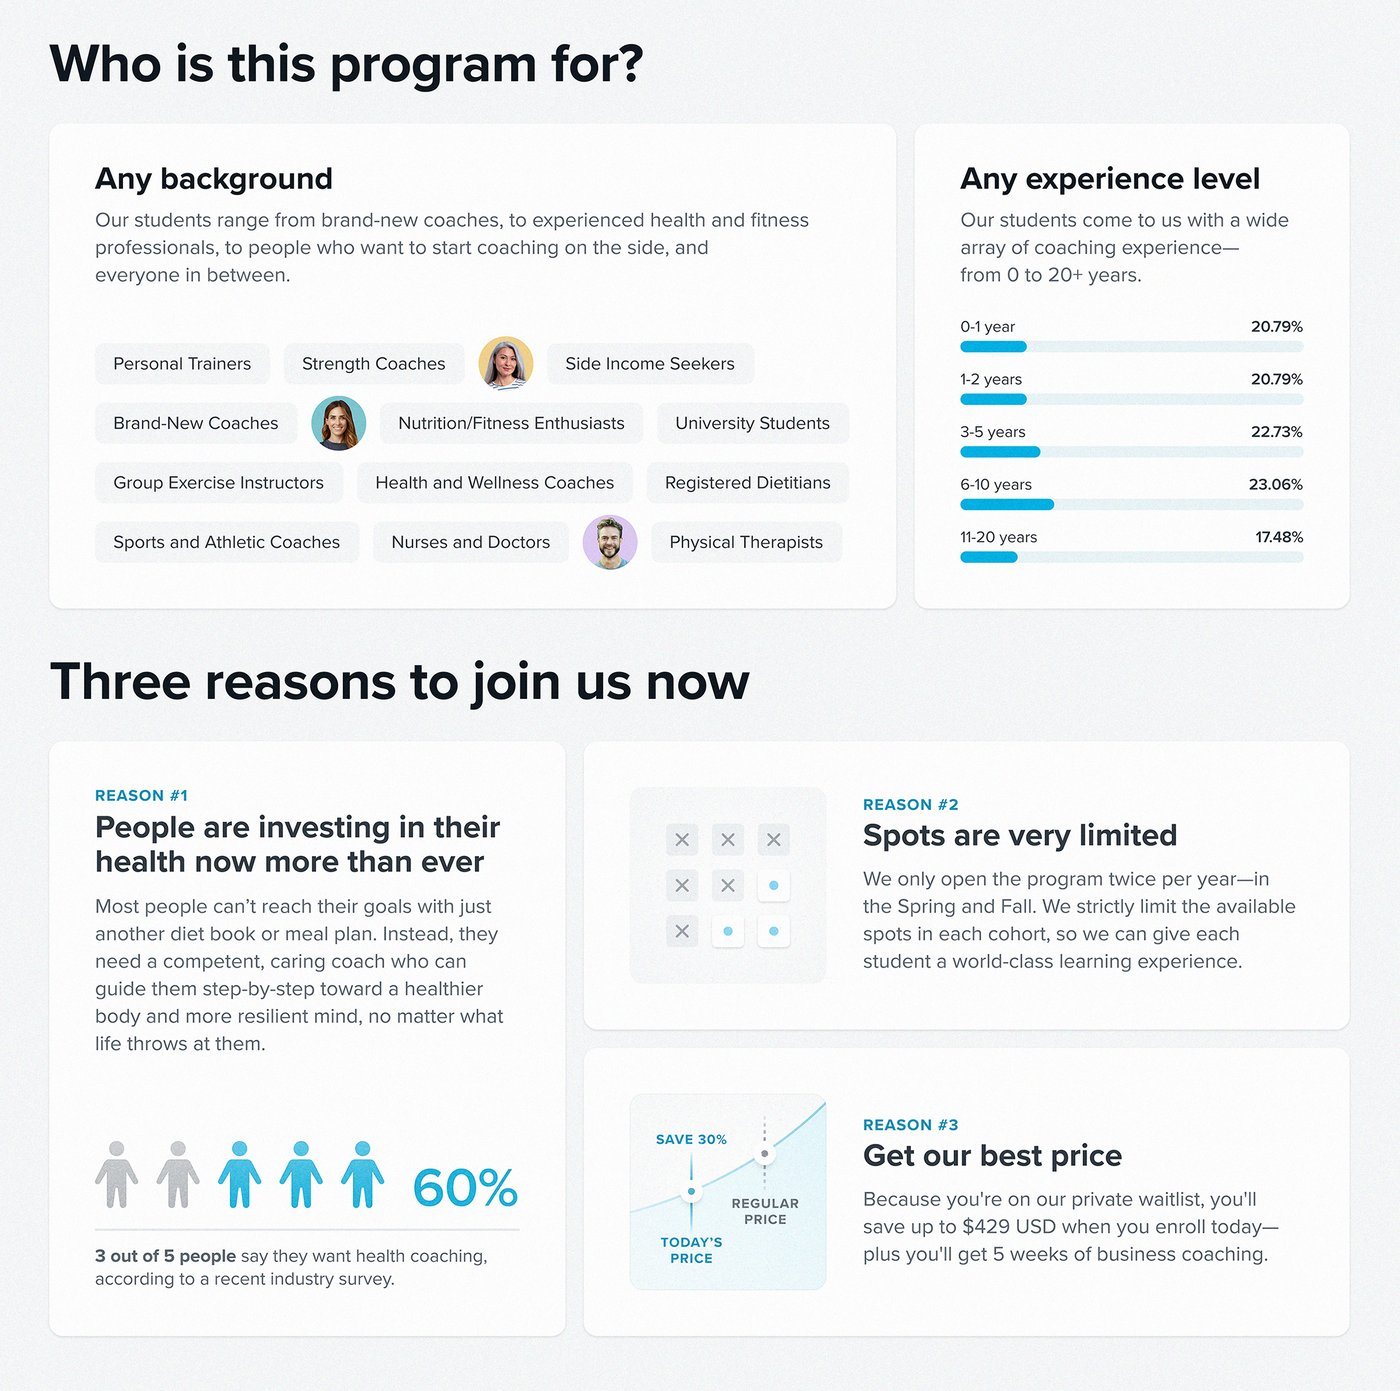 Who is this program for?
Any background
Our students range from brand-new coaches, to experienced health and fitness
professionals, to people who want to start coaching on the side, and
everyone in between.
Personal Trainers
Strength Coaches
Side Income Seekers
Brand-New Coaches
Nutrition/Fitness Enthusiasts
University Students
Group Exercise Instructors
Health and Wellness Coaches
Registered Dietitians
Sports and Athletic Coaches
Nurses and Doctors
Physical Therapists
Any experience level
Our students come to us with a wide
array of coaching experience—
from 0 to 20+ years.
0-1 year 20.79%
1-2 years 20.79%
3-5 years 22.73%
6-10 years 23.06%
11-20 years 17.48%
Three reasons to join us now
REASON #1
People are investing in their
health now more than ever
Most people can’t reach their goals with just
another diet book or meal plan. Instead, they
need a competent, caring coach who can
guide them step-by-step toward a healthier
body and more resilient mind, no matter what
life throws at them.
60%
3 out of 5 people say they want health coaching,
according to a recent industry survey.
REASON #2
Spots are very limited
We only open the program twice per year—in
the Spring and Fall. We strictly limit the available
spots in each cohort, so we can give each
student a world-class learning experience.
SAVE 30%
REGULAR
PRICE
TODAY’S
PRICE
REASON #3
Get our best price
Because you're on our private waitlist, you'll
save up to $429 USD when you enroll today—
plus you'll get 5 weeks of business coaching.